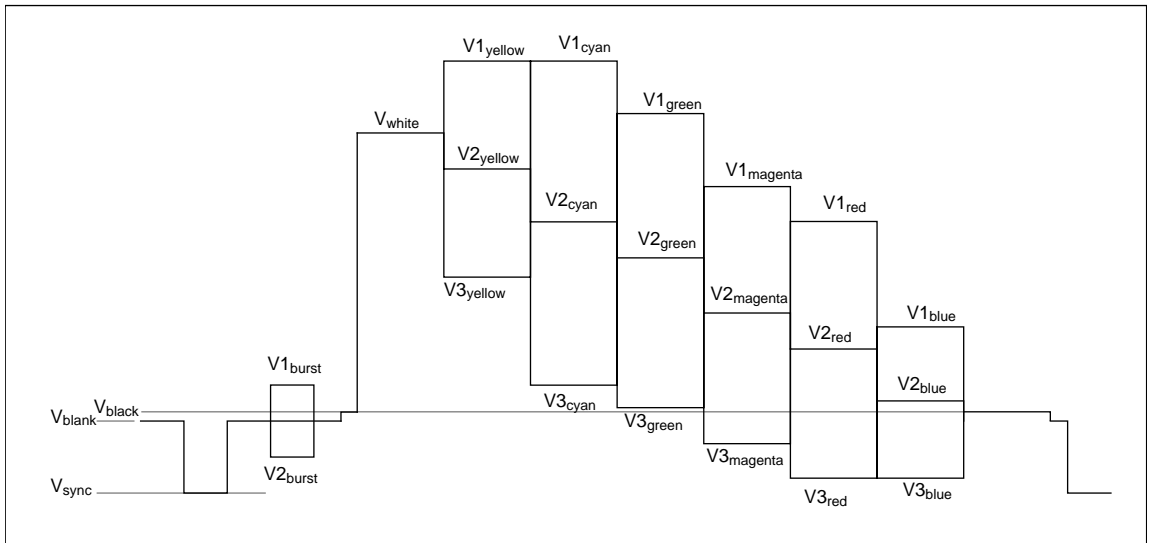 V1yellow
V1cyan
V1green
Vwhite
V2yellow
V1magenta
V2cyan
V1red
V2green
V3yellow
V2magenta
V1blue
V2red
V1burst
V2blue
V3cyan
Vblack
Vblank
V3green
V3magenta
V2burst
Vsync
V3red
V3blue